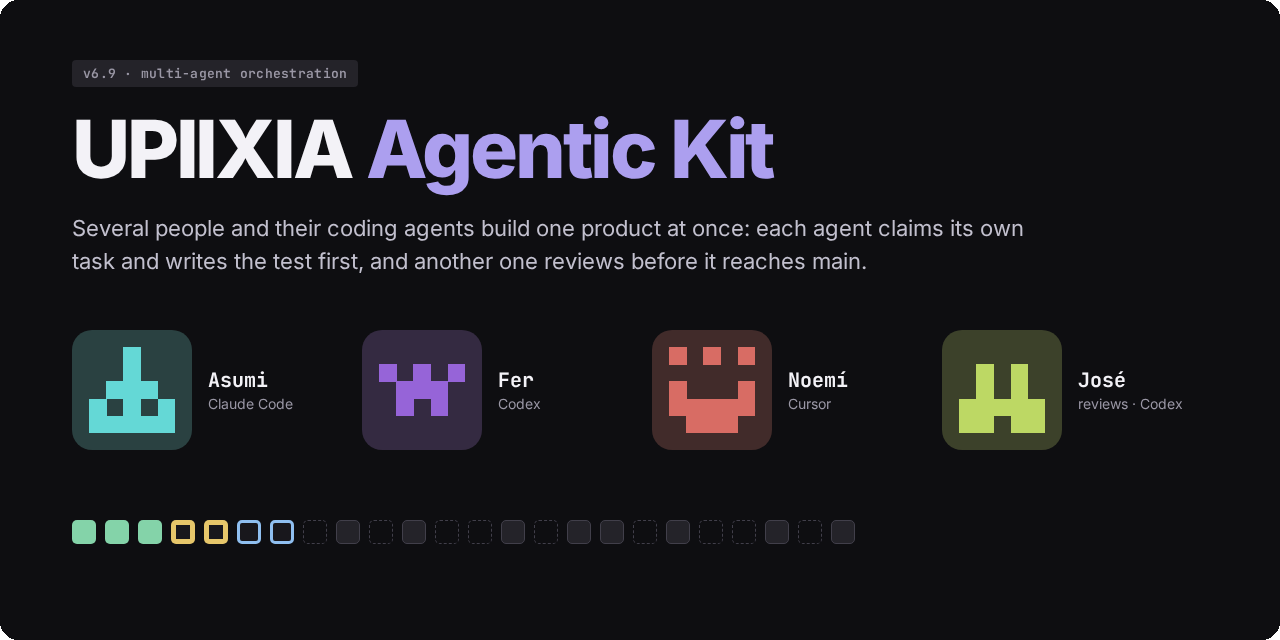 v6.9 · multi-agent orchestration
UPIIXIA Agentic Kit
Several people and their coding agents build one product at once: each agent claims its own
task and writes the test first, and another one reviews before it reaches main.
Asumi
Claude Code
Fer
Codex
Noemí
Cursor
José
reviews · Codex